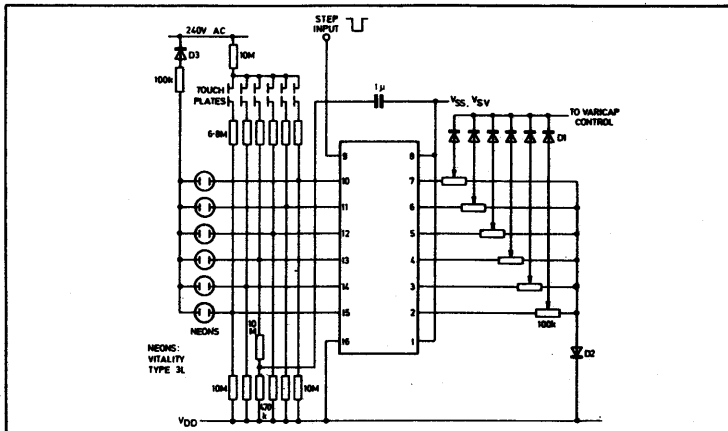 STEP
INPUT
240V AC
D3
10M
100k
TOUCH
PLATES
1μ
VSS, VSV
TO VARICAP
CONTROL
6·8M
D1
9
8
10
7
11
6
12
5
13
4
14
3
15
2
NEONS
10
M
100k
16
1
NEONS:
VITALITY
TYPE 3L
D2
10M
470
k
10M
VDD